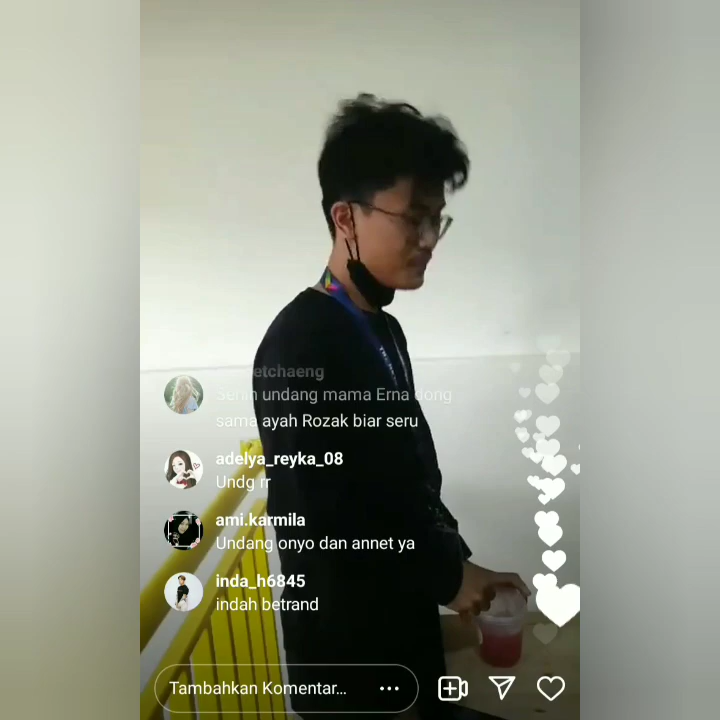 etchaeng
Senin undang mama Erna dong
sama ayah Rozak biar seru
adelya_reyka_08
Undg rr
ami.karmila
Undang onyo dan annet ya
inda_h6845
indah betrand
Tambahkan Komentar...